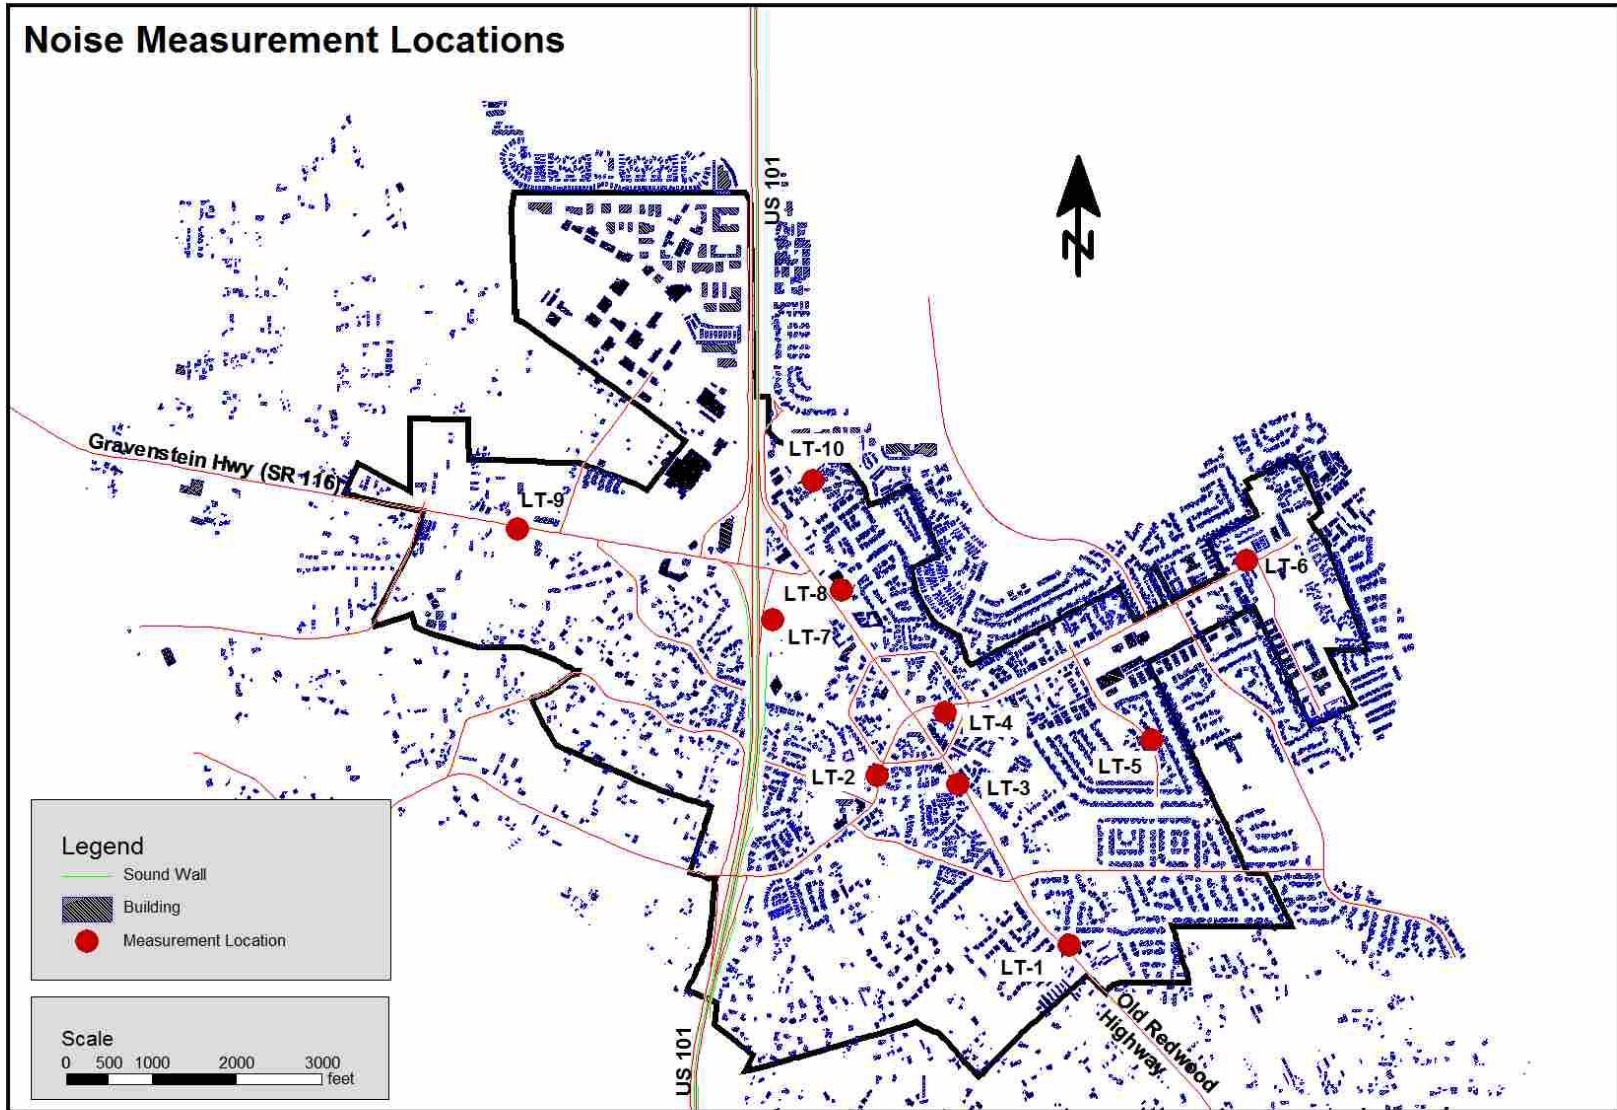 Noise Measurement Locations
US 101
LT-10
Gravenstein Hwy (SR 116)
LT-9
N
LT-6
LT-8
LT-7
LT-4
LT-5
LT-2
LT-3
Legend
Sound Wall
Building
Measurement Location
LT-1
Old Redwood
Highway
US 101
Scale
0 500 1000 2000 3000
feet